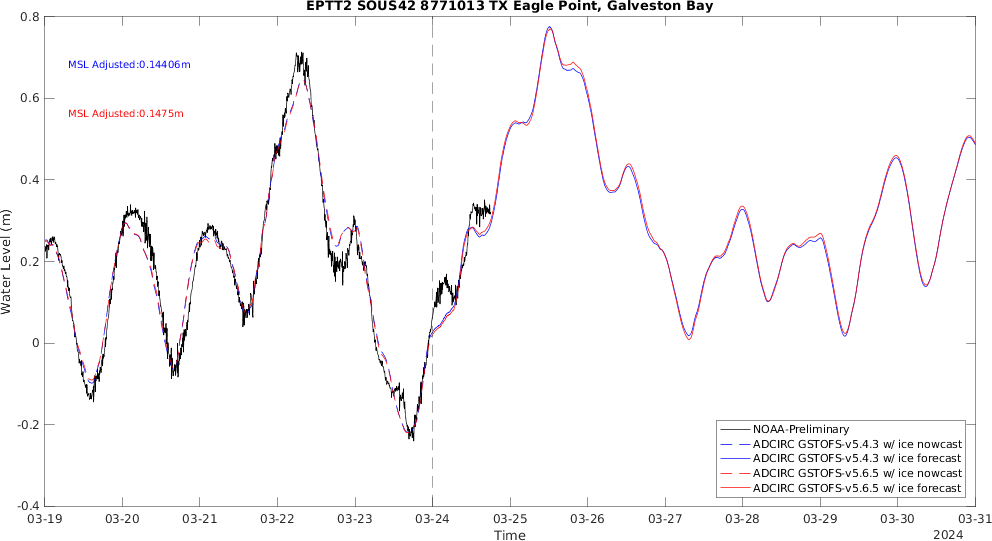 EPTT2 SOUS42 8771013 TX Eagle Point, Galveston Bay
0.8
MSL Adjusted:0.14406m
0.6
MSL Adjusted:0.1475m
0.4
Water Level (m)
0.2
0
-0.2
NOAA-Preliminary
ADCIRC GSTOFS-v5.4.3 w/ ice nowcast
ADCIRC GSTOFS-v5.4.3 w/ ice forecast
ADCIRC GSTOFS-v5.6.5 w/ ice nowcast
ADCIRC GSTOFS-v5.6.5 w/ ice forecast
-0.4
03-19 03-20 03-21 03-22 03-23 03-24 03-25 03-26 03-27 03-28 03-29 03-30 03-31
Time
2024